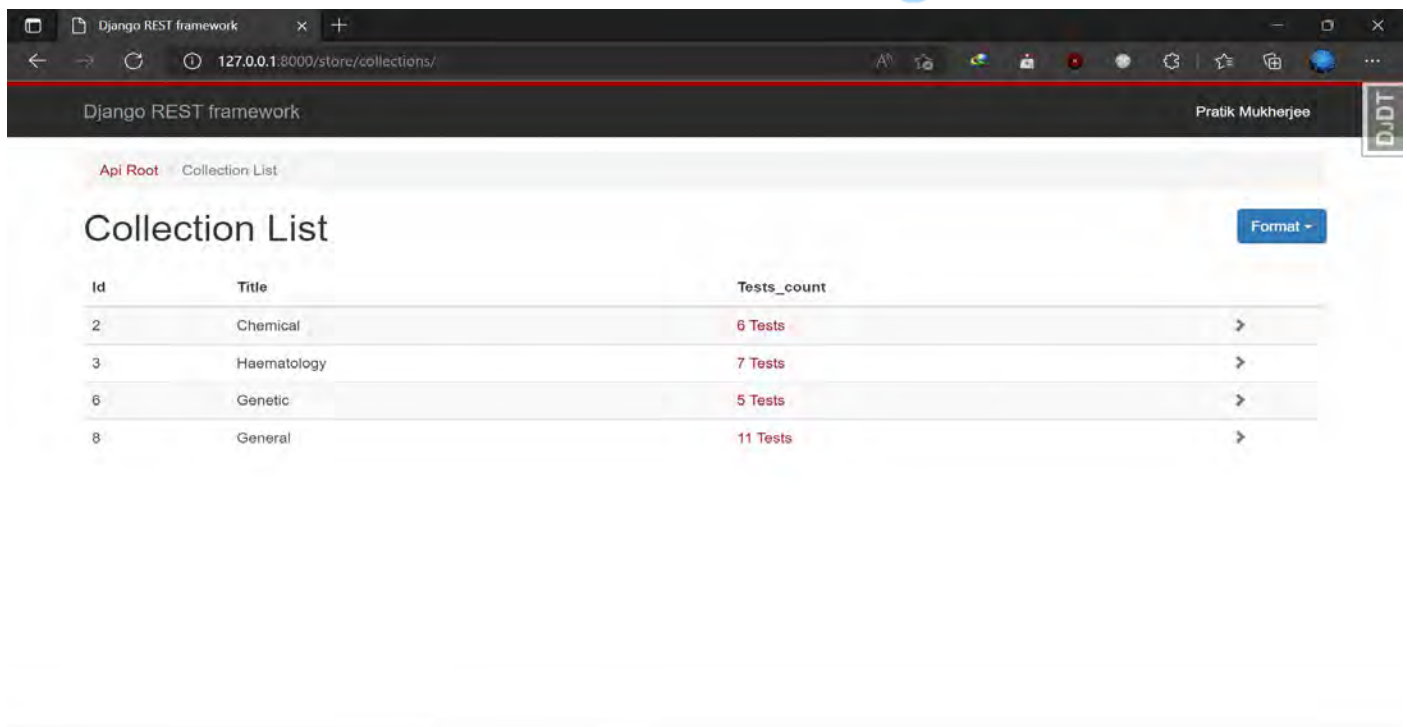 Django REST framework
127.0.0.1:8000/store/collections/
Django REST framework Pratik Mukherjee
DJDT
Api Root Collection List
Collection List
Format
Id Title Tests_count
2 Chemical 6 Tests
3 Haematology 7 Tests
6 Genetic 5 Tests
8 General 11 Tests